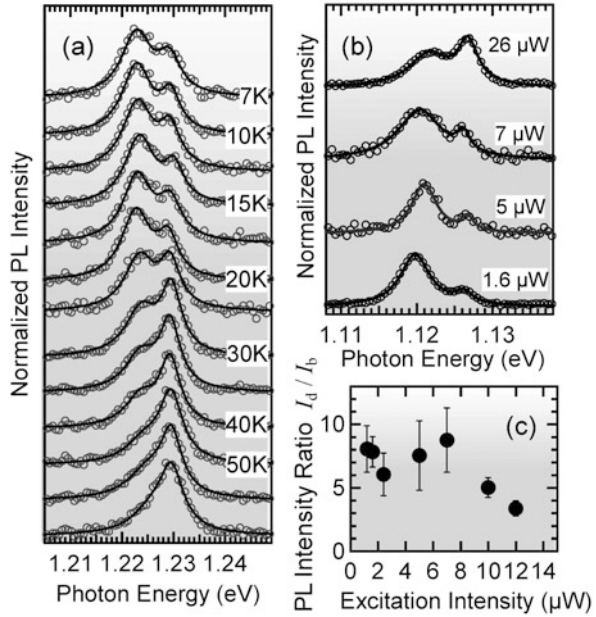 (a)
7K
10K
15K
20K
30K
40K
50K
Normalized PL Intensity
1.21 1.22 1.23 1.24
Photon Energy (eV)
(b)
26 µW
7 µW
5 µW
1.6 µW
Normalized PL Intensity
1.11 1.12 1.13
Photon Energy (eV)
(c)
PL Intensity Ratio I_d / I_b
10
5
0
0 2 4 6 8 10 12 14
Excitation Intensity (µW)